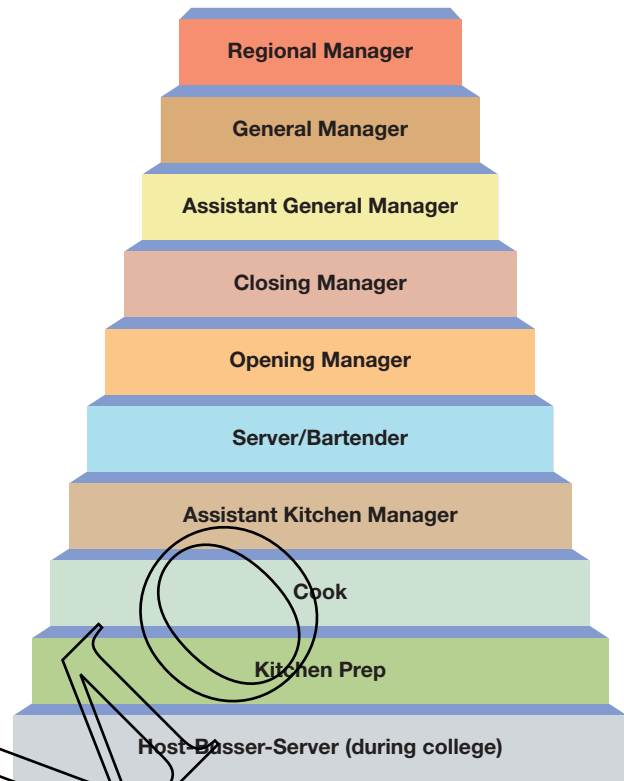 Regional Manager
General Manager
Assistant General Manager
Closing Manager
Opening Manager
Server/Bartender
Assistant Kitchen Manager
Cook
Kitchen Prep
Host-Busser-Server (during college)